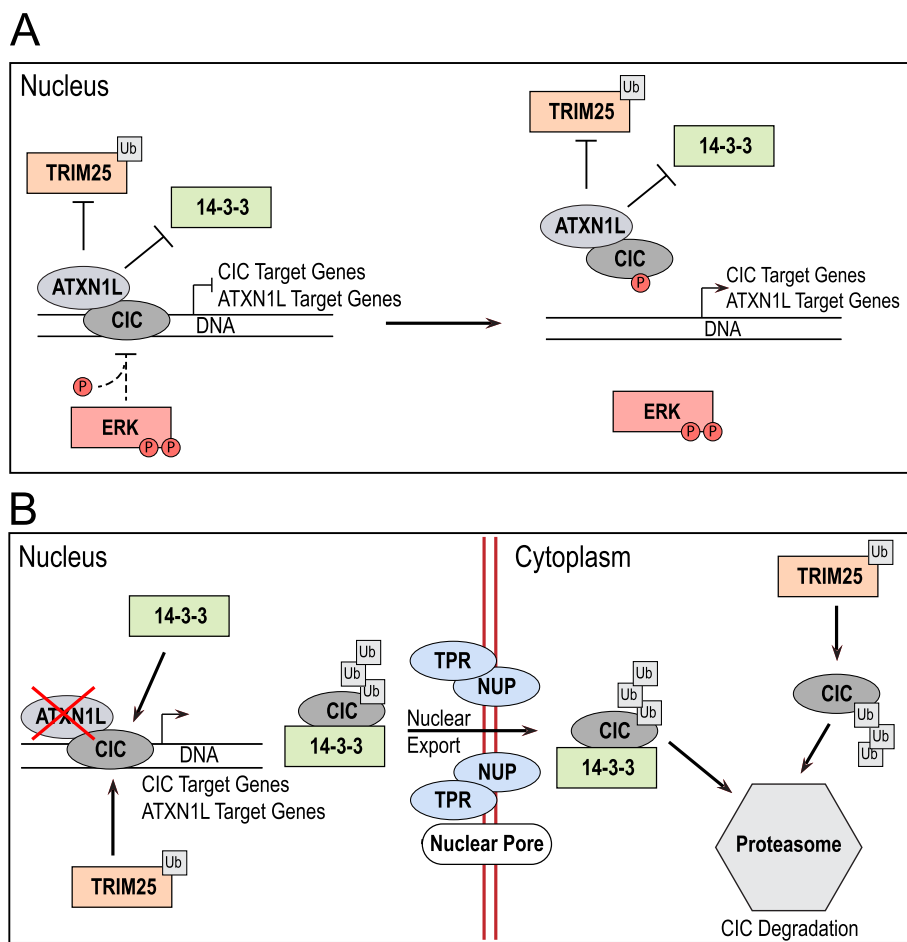 A
Nucleus
Ub
TRIM25
14-3-3
ATXN1L
CIC
CIC Target Genes
ATXN1L Target Genes
DNA
P
ERK
P P
Ub
TRIM25
14-3-3
ATXN1L
CIC
P
CIC Target Genes
ATXN1L Target Genes
DNA
ERK
P P
B
Nucleus
14-3-3
ATXN1L
CIC
DNA
CIC Target Genes
ATXN1L Target Genes
Ub
TRIM25
Ub
Ub
Ub
CIC
14-3-3
TPR
NUP
Nuclear
Export
NUP
TPR
Nuclear Pore
Cytoplasm
Ub
Ub
Ub
CIC
14-3-3
Ub
TRIM25
CIC
Ub
Ub
Ub
Proteasome
CIC Degradation